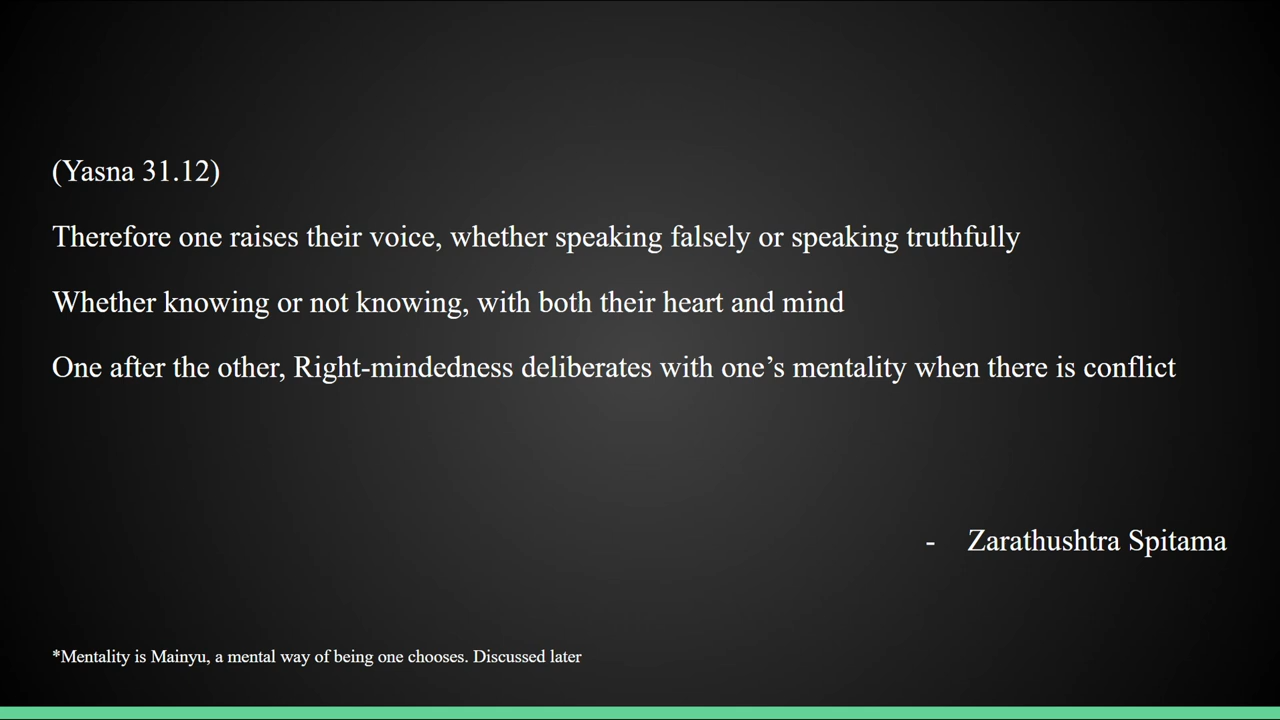 (Yasna 31.12)
Therefore one raises their voice, whether speaking falsely or speaking truthfully
Whether knowing or not knowing, with both their heart and mind
One after the other, Right-mindedness deliberates with one’s mentality when there is conflict
- Zarathushtra Spitama
*Mentality is Mainyu, a mental way of being one chooses. Discussed later